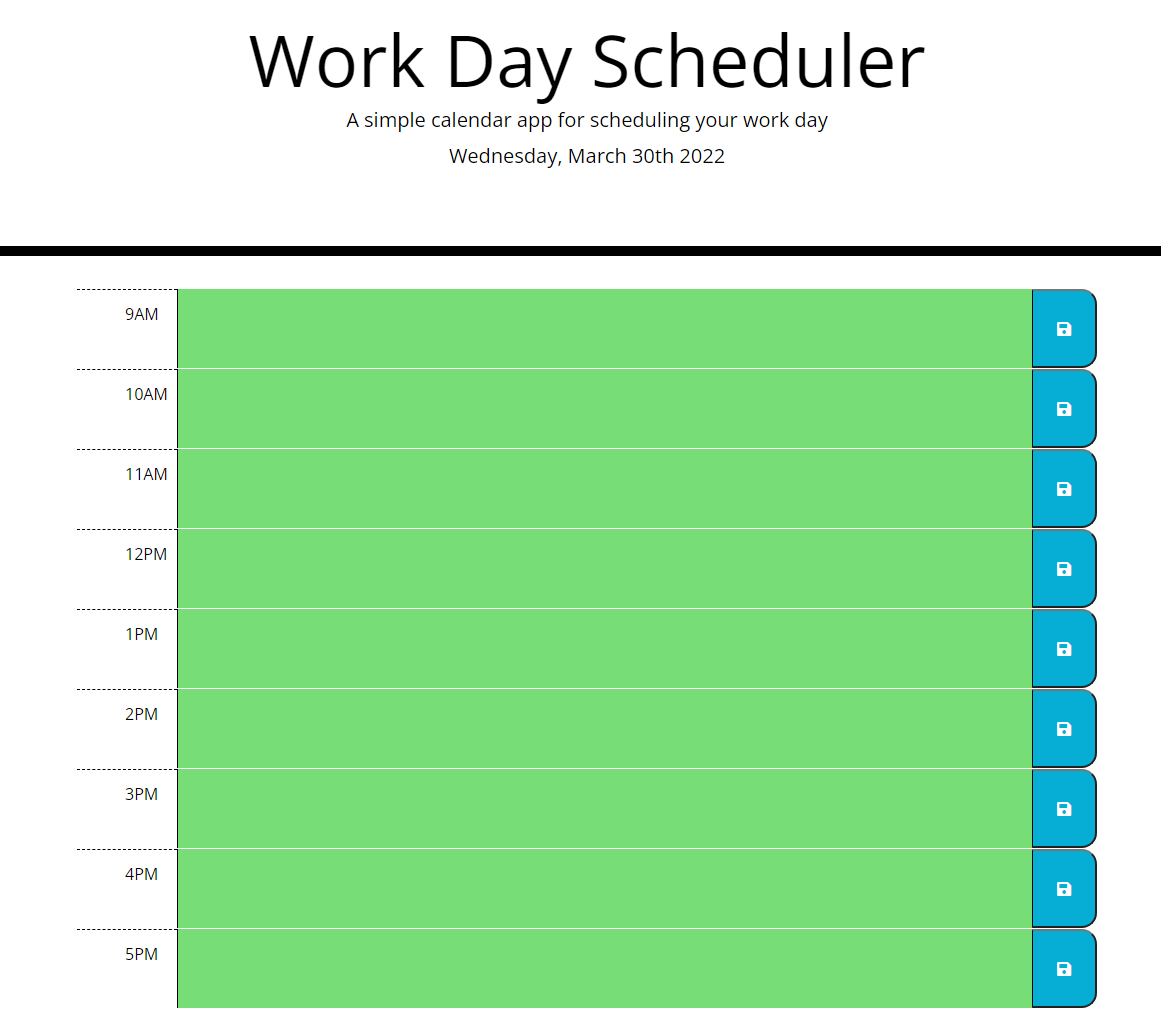 Work Day Scheduler
A simple calendar app for scheduling your work day
Wednesday, March 30th 2022
9AM
10AM
11AM
12PM
1PM
2PM
3PM
4PM
5PM